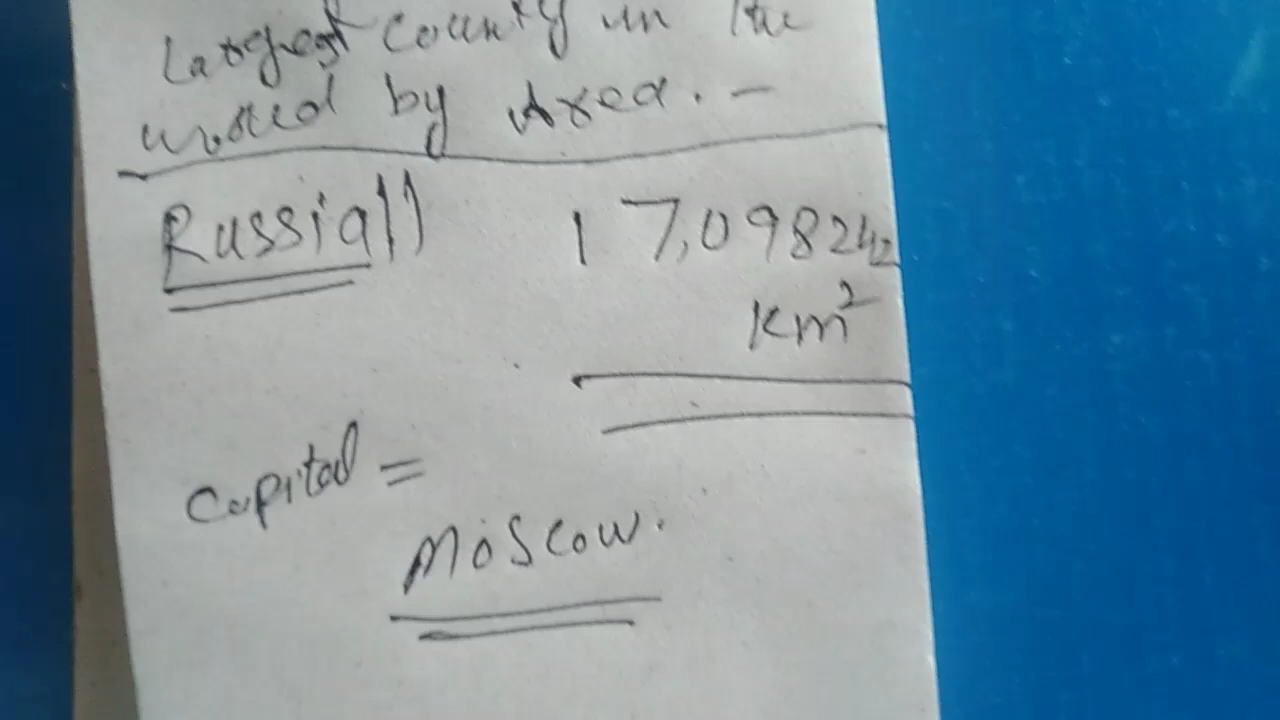 Largest County in the
world by Area. -
Russia 17,098242
Km²
Capital =
Moscow.